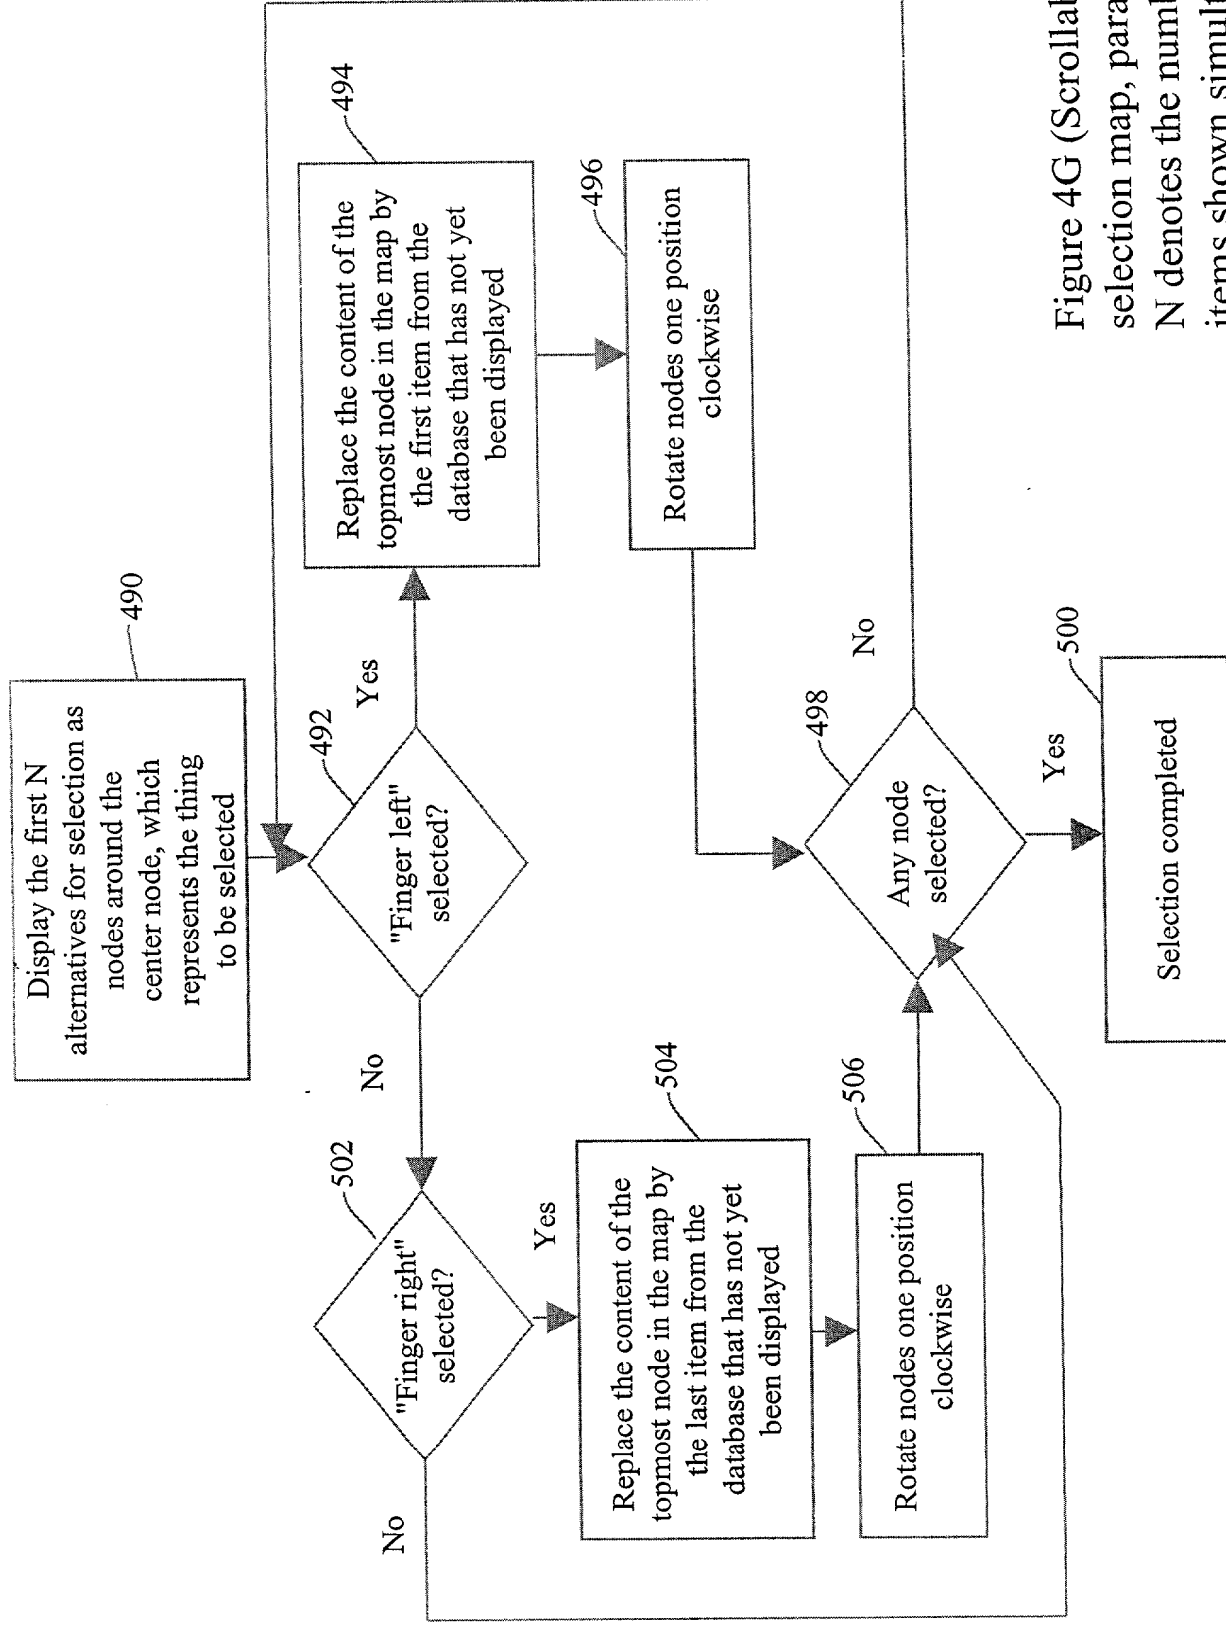 Display the first N
alternatives for selection as
nodes around the
center node, which
represents the thing
to be selected
490
"Finger left"
selected?
492
Yes
No
Replace the content of the
topmost node in the map by
the first item from the
database that has not yet
been displayed
494
Rotate nodes one position
clockwise
496
"Finger right"
selected?
502
Yes
No
Replace the content of the
topmost node in the map by
the last item from the
database that has not yet
been displayed
504
Rotate nodes one position
clockwise
506
Any node
selected?
498
No
Yes
Selection completed
500
Figure 4G (Scrollab
selection map, para
N denotes the numb
items shown simult